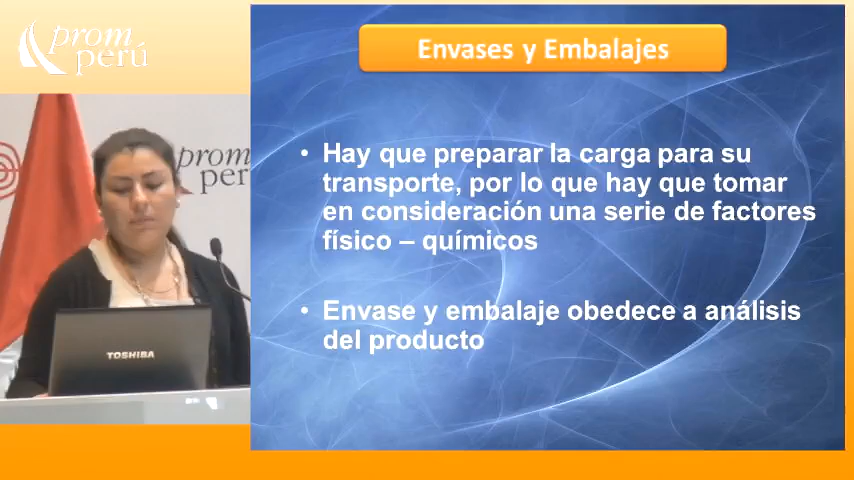 prom
perú
Envases y Embalajes
prom
per
• Hay que preparar la carga para su
transporte, por lo que hay que tomar
en consideración una serie de factores
físico – químicos
• Envase y embalaje obedece a análisis
del producto
TOSHIBA